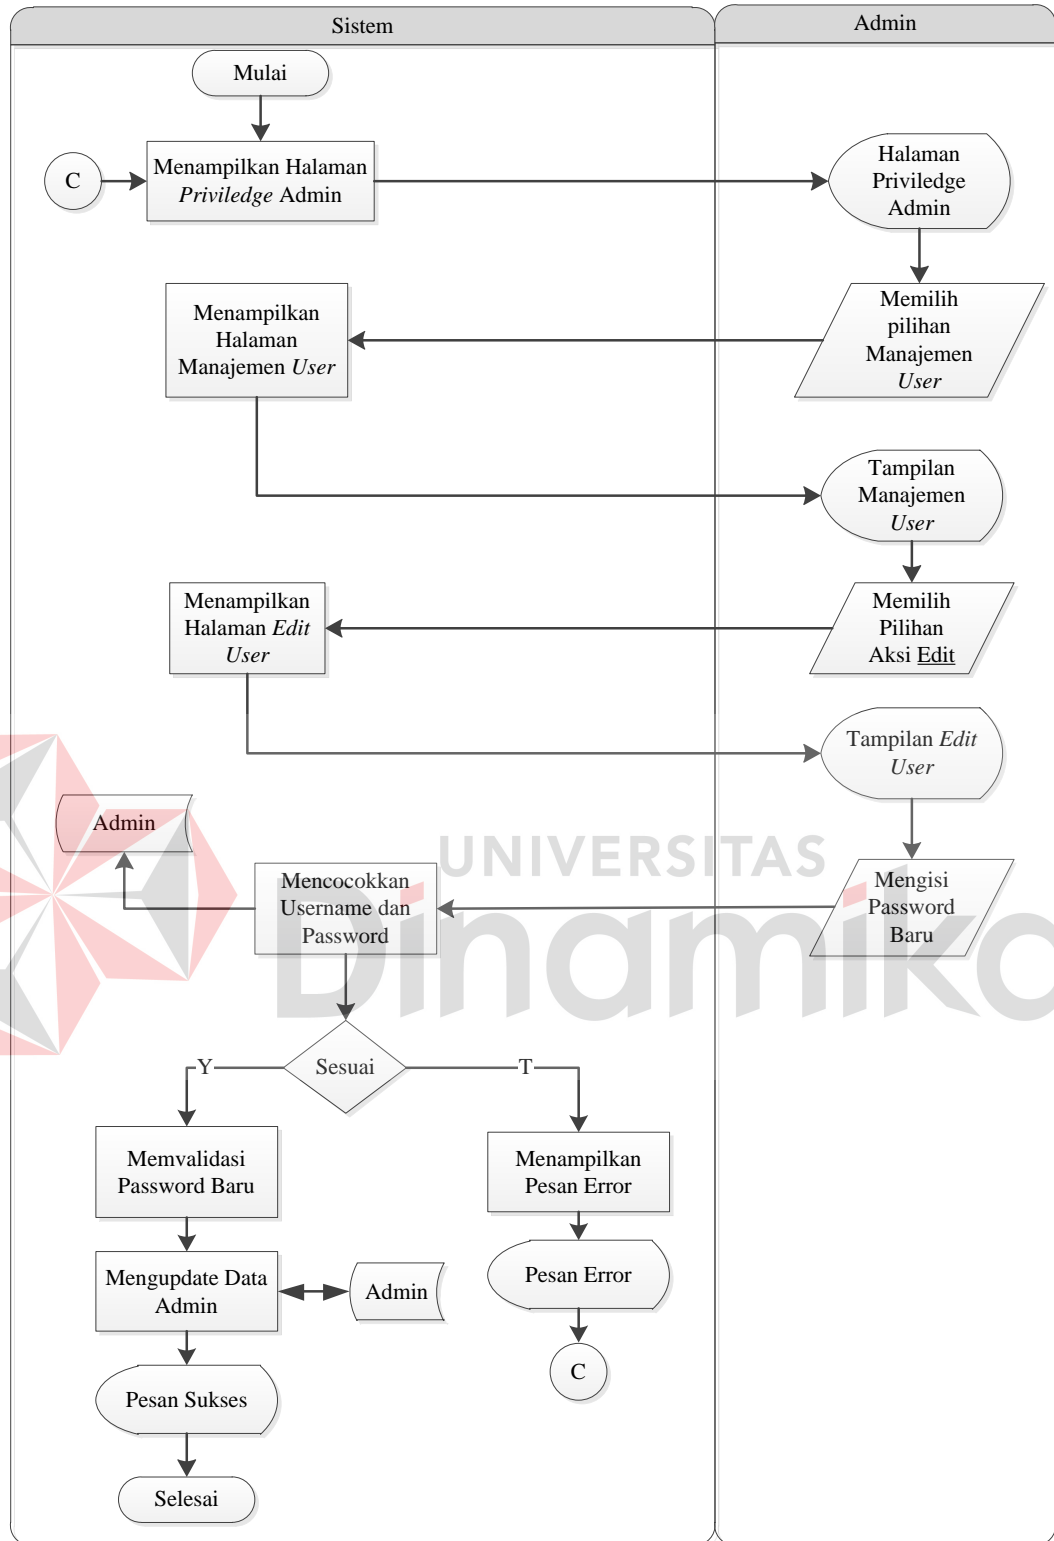 Sistem
Admin
Mulai
C
Menampilkan Halaman
Priviledge Admin
Halaman
Priviledge
Admin
Menampilkan
Halaman
Manajemen User
Memilih
pilihan
Manajemen
User
Tampilan
Manajemen
User
Menampilkan
Halaman Edit
User
Memilih
Pilihan
Aksi Edit
Tampilan Edit
User
Admin
UNIVERSITAS
Dinamika
Mencocokkan
Username dan
Password
Mengisi
Password
Baru
Sesuai
Y
T
Memvalidasi
Password Baru
Menampilkan
Pesan Error
Mengupdate Data
Admin
Admin
Pesan Error
C
Pesan Sukses
Selesai